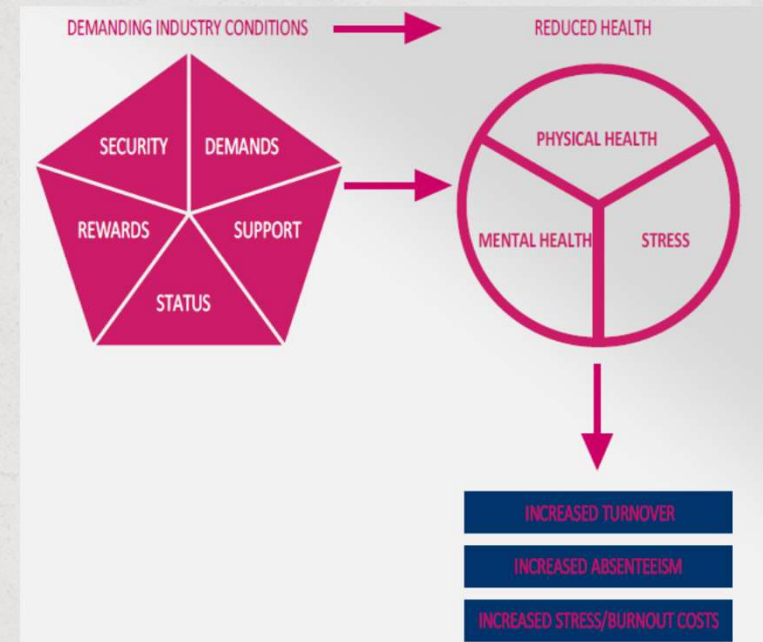 DEMANDING INDUSTRY CONDITIONS
REDUCED HEALTH
SECURITY
DEMANDS
REWARDS
SUPPORT
STATUS
PHYSICAL HEALTH
MENTAL HEALTH
STRESS
INCREASED TURNOVER
INCREASED ABSENTEEISM
INCREASED STRESS/BURNOUT COSTS